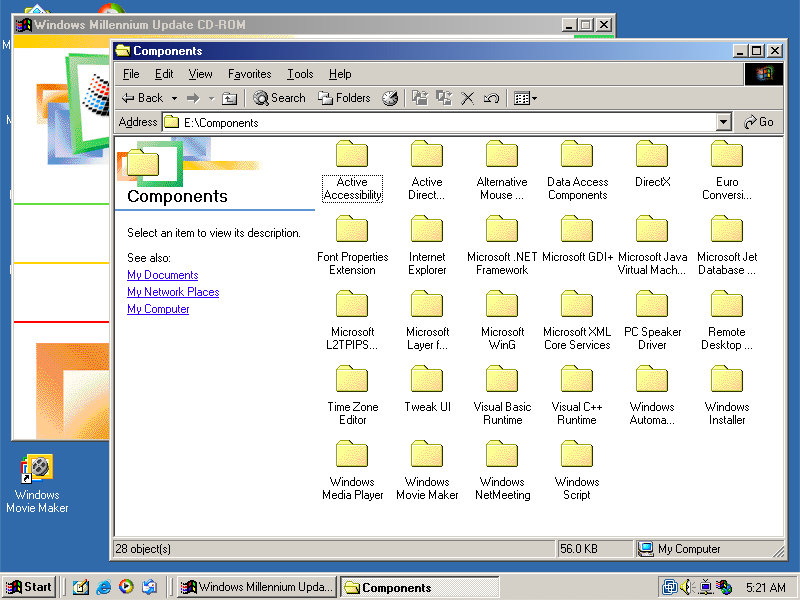 Windows Millennium Update CD-ROM
Components
File Edit View Favorites Tools Help
Back Search Folders
Address E:\Components Go
Components
Select an item to view its description.
See also:
My Documents
My Network Places
My Computer
Active Accessibility
Active Direct...
Alternative Mouse ...
Data Access Components
DirectX
Euro Conversi...
Font Properties Extension
Internet Explorer
Microsoft .NET Framework
Microsoft GDI+
Microsoft Java Virtual Mach...
Microsoft Jet Database ...
Microsoft L2TPIPS...
Microsoft Layer f...
Microsoft WinG
Microsoft XML Core Services
PC Speaker Driver
Remote Desktop ...
Time Zone Editor
Tweak UI
Visual Basic Runtime
Visual C++ Runtime
Windows Automa...
Windows Installer
Windows Media Player
Windows Movie Maker
Windows NetMeeting
Windows Script
Windows
Movie Maker
28 object(s) 56.0 KB My Computer
Start Windows Millennium Upda... Components 5:21 AM